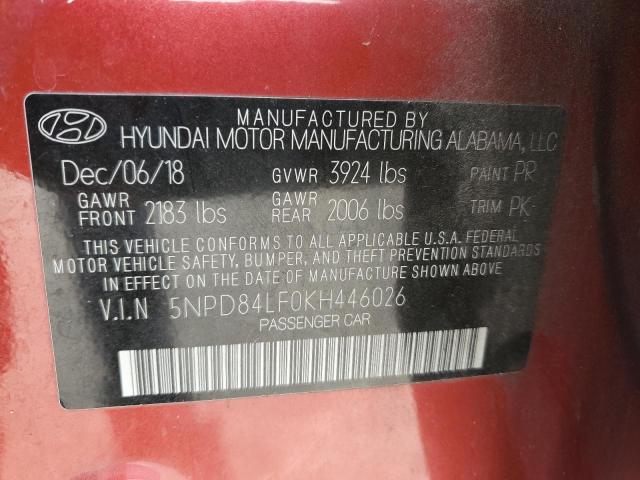 MANUFACTURED BY
HYUNDAI MOTOR MANUFACTURING ALABAMA, LLC
Dec/06/18 GVWR 3924 lbs PAINT PR
GAWR FRONT 2183 lbs GAWR REAR 2006 lbs TRIM PK-
THIS VEHICLE CONFORMS TO ALL APPLICABLE U.S.A. FEDERAL
MOTOR VEHICLE SAFETY, BUMPER, AND THEFT PREVENTION STANDARDS
IN EFFECT ON THE DATE OF MANUFACTURE SHOWN ABOVE.
V.I.N 5NPD84LF0KH446026
PASSENGER CAR